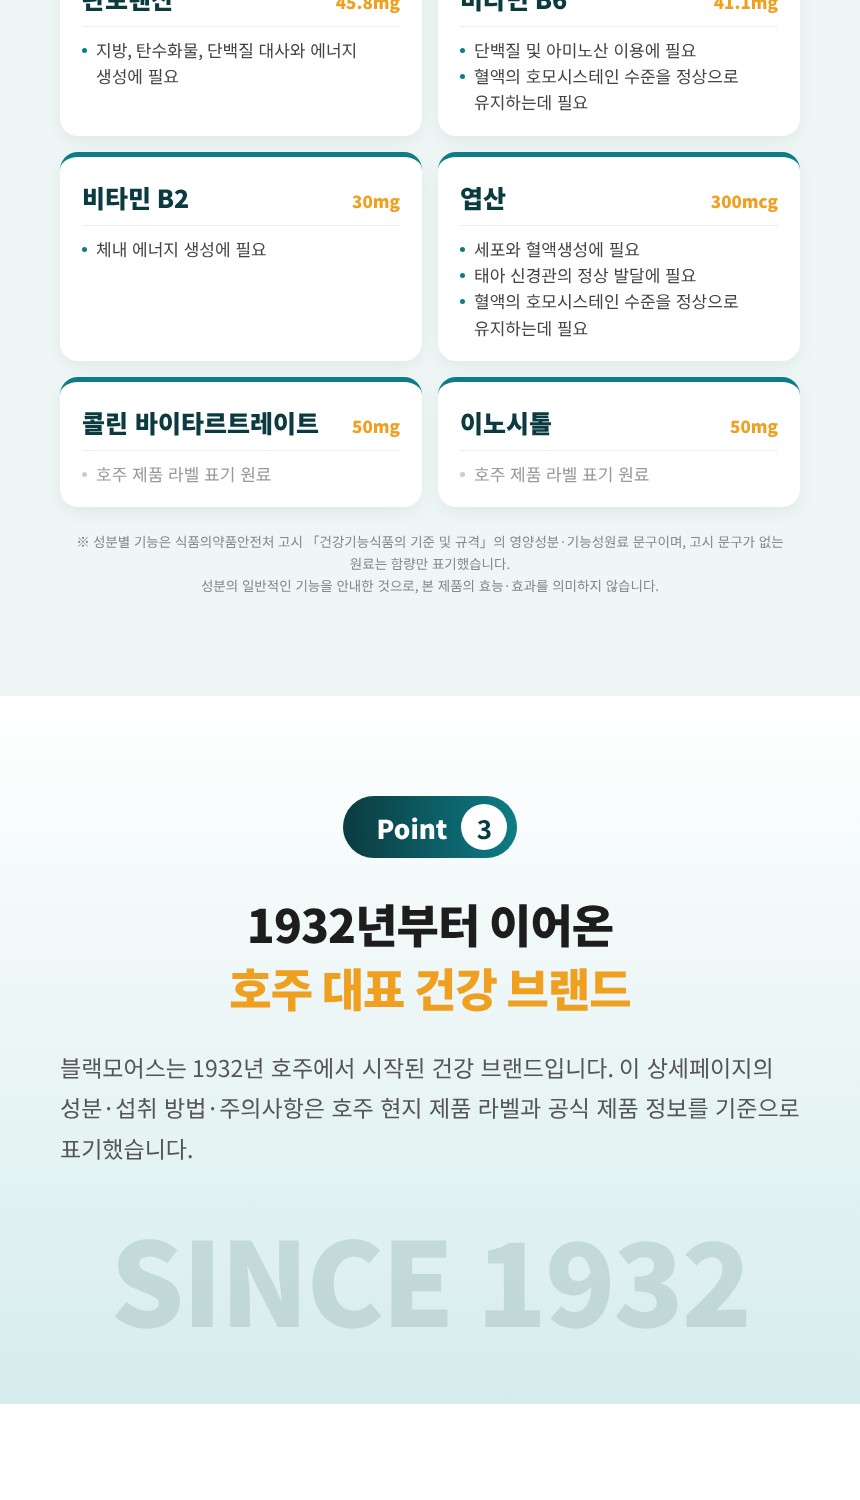 판토텐산 45.8mg
비타민 B6 41.1mg
지방, 탄수화물, 단백질 대사와 에너지
생성에 필요
단백질 및 아미노산 이용에 필요
혈액의 호모시스테인 수준을 정상으로
유지하는데 필요
비타민 B2 30mg
체내 에너지 생성에 필요
엽산 300mcg
세포와 혈액생성에 필요
태아 신경관의 정상 발달에 필요
혈액의 호모시스테인 수준을 정상으로
유지하는데 필요
콜린 바이타르트레이트 50mg
호주 제품 라벨 표기 원료
이노시톨 50mg
호주 제품 라벨 표기 원료
※ 성분별 기능은 식품의약품안전처 고시 「건강기능식품의 기준 및 규격」의 영양성분·기능성원료 문구이며, 고시 문구가 없는
원료는 함량만 표기했습니다.
성분의 일반적인 기능을 안내한 것으로, 본 제품의 효능·효과를 의미하지 않습니다.
Point 3
1932년부터 이어온
호주 대표 건강 브랜드
블랙모어스는 1932년 호주에서 시작된 건강 브랜드입니다. 이 상세페이지의
성분·섭취 방법·주의사항은 호주 현지 제품 라벨과 공식 제품 정보를 기준으로
표기했습니다.
SINCE 1932